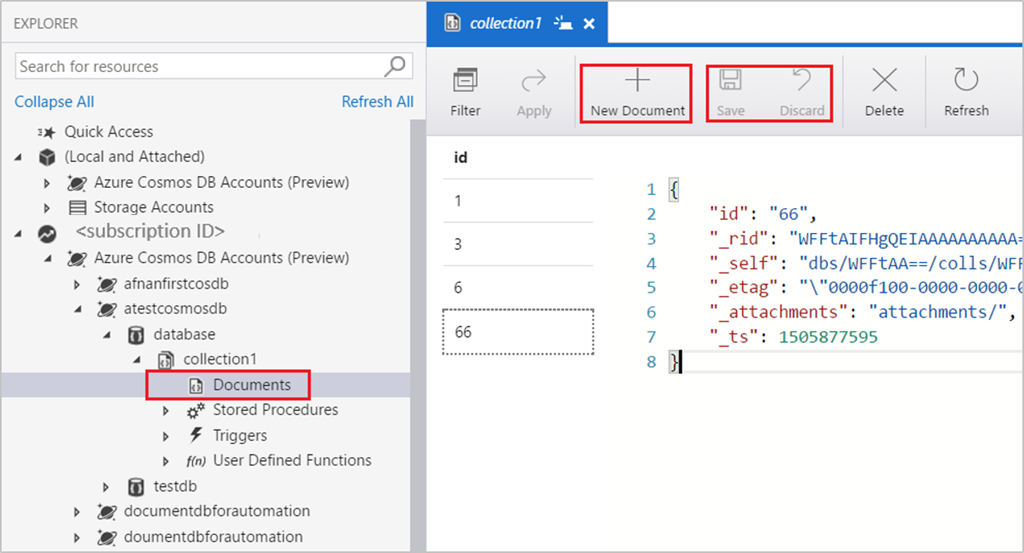 EXPLORER
Search for resources
Collapse All
Refresh All
Quick Access
(Local and Attached)
Azure Cosmos DB Accounts (Preview)
Storage Accounts
<subscription ID>
Azure Cosmos DB Accounts (Preview)
afnanfirstcosdb
atestcosmosdb
database
collection1
Documents
Stored Procedures
Triggers
f(n) User Defined Functions
testdb
documentdbforautomation
doumentdbforautomation
collection1
Filter
Apply
New Document
Save
Discard
Delete
Refresh
id
1
3
6
66
1 {
2 "id": "66",
3 "_rid": "WFFtAIFHgQEIAAAAAAAAAA=
4 "_self": "dbs/WFFtAA==/colls/WFF
5 "_etag": "\"0000f100-0000-0000-0
6 "_attachments": "attachments/",
7 "_ts": 1505877595
8 }